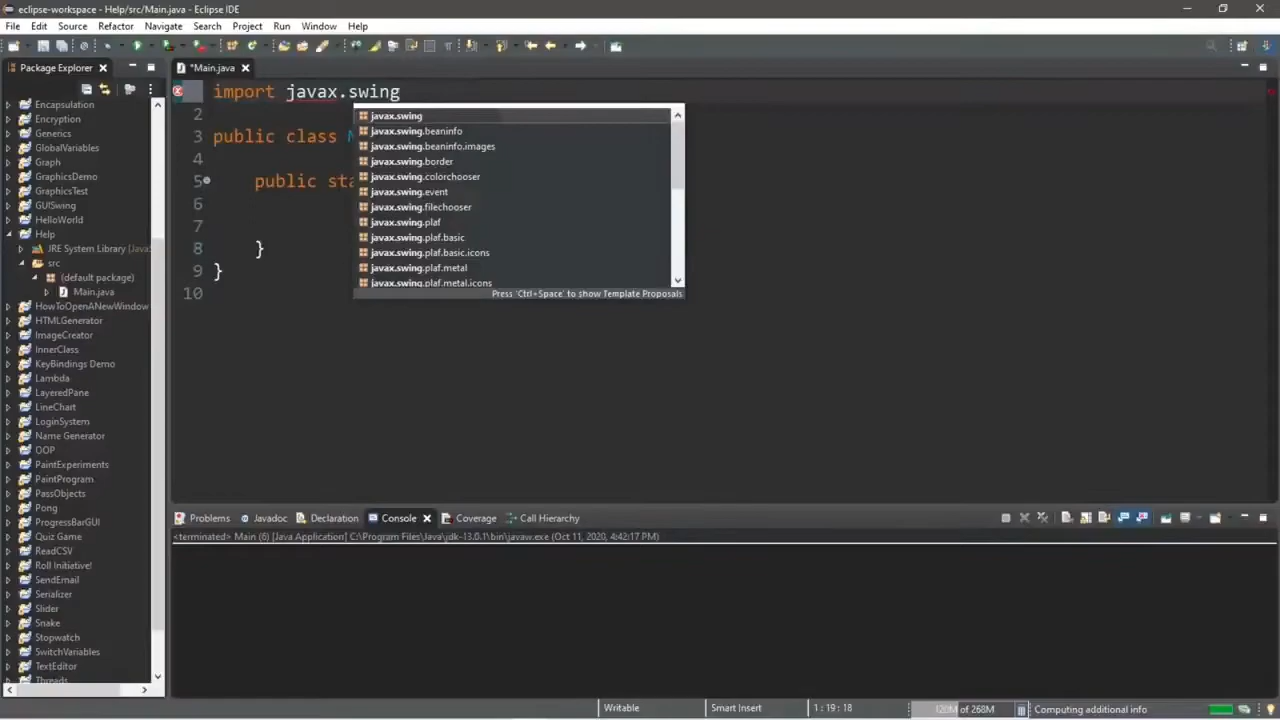 eclipse-workspace - Help/src/Main.java - Eclipse IDE
File Edit Source Refactor Navigate Search Project Run Window Help
Package Explorer
*Main.java
Encapsulation
Encryption
Generics
GlobalVariables
Graph
GraphicsDemo
GraphicsTest
GUISwing
HelloWorld
Help
JRE System Library [Java
src
(default package)
Main.java
HowToOpenANewWindow
HTMLGenerator
ImageCreator
InnerClass
KeyBindings Demo
Lambda
LayeredPane
LineChart
LoginSystem
Name Generator
OOP
PaintExperiments
PaintProgram
PassObjects
Pong
ProgressBarGUI
Quiz Game
ReadCSV
Roll Initiative!
SendEmail
Serializer
Slider
Snake
Stopwatch
SwitchVariables
TextEditor
Threads
import javax.swing
2
3 public class
4
5 public sta
6
7
8 }
9 }
10
javax.swing
javax.swing.beaninfo
javax.swing.beaninfo.images
javax.swing.border
javax.swing.colorchooser
javax.swing.event
javax.swing.filechooser
javax.swing.plaf
javax.swing.plaf.basic
javax.swing.plaf.basic.icons
javax.swing.plaf.metal
javax.swing.plaf.metal.icons
Press 'Ctrl+Space' to show Template Proposals
Problems Javadoc Declaration Console Coverage Call Hierarchy
<terminated> Main (6) [Java Application] C:\Program Files\Java\jdk-13.0.1\bin\javaw.exe (Oct 11, 2020, 4:42:17 PM)
Writable Smart Insert 1 : 19 : 18 120M of 268M Computing additional info